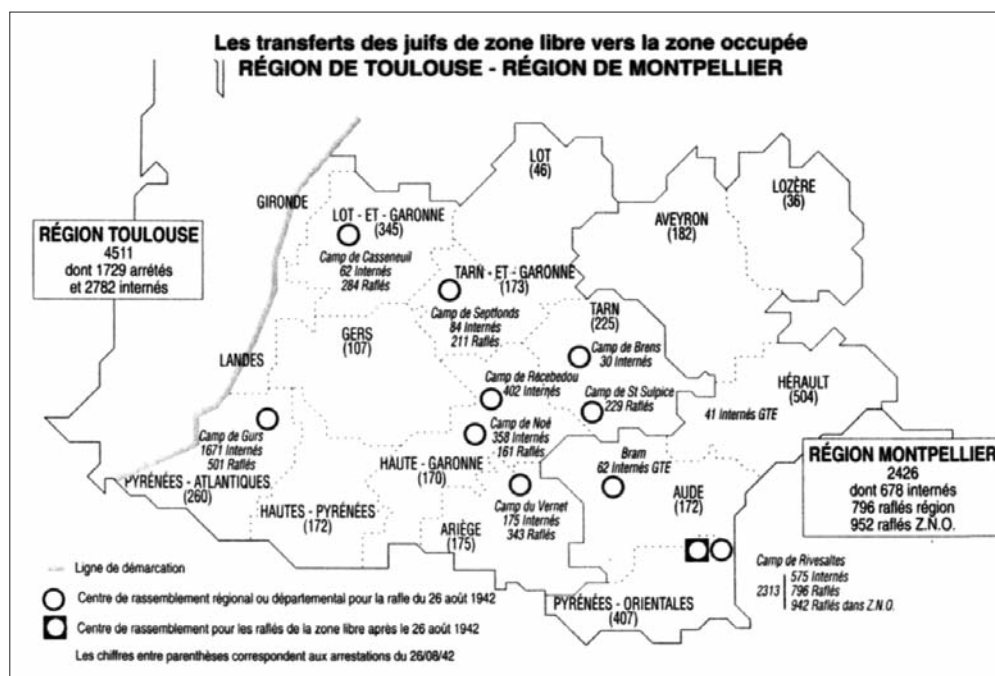 Les transferts des juifs de zone libre vers la zone occupée
RÉGION DE TOULOUSE - RÉGION DE MONTPELLIER
LOT
(46)
LOZÈRE
(36)
GIRONDE
LOT - ET - GARONNE
(345)
AVEYRON
(182)
RÉGION TOULOUSE
4511
dont 1729 arrétés
et 2782 internés
Camp de Casseneuil
62 Internés
284 Raflés
TARN - ET - GARONNE
(173)
Camp de Septfonds
84 Internés
211 Raflés
TARN
(225)
GERS
(107)
Camp de Brens
30 Internés
LANDES
Camp de Récébedou
402 Internés
Camp de St Sulpice
229 Raflés
HÉRAULT
(504)
41 Internés GTE
Camp de Gurs
1671 Internés
501 Raflés
Camp de Noé
358 Internés
161 Raflés
Bram
62 Internés GTE
RÉGION MONTPELLIER
2426
dont 678 internés
796 raflés région
952 raflés Z.N.O.
PYRÉNÉES - ATLANTIQUES
(260)
HAUTE - GARONNE
(170)
AUDE
(172)
HAUTES - PYRÉNÉES
(172)
Camp du Vernet
175 Internés
343 Raflés
ARIÈGE
(175)
Camp de Rivesaltes
2313
575 Internés
796 Raflés
942 Raflés dans Z.N.O.
PYRÉNÉES - ORIENTALES
(407)
Ligne de démarcation
Centre de rassemblement régional ou départemental pour la rafle du 26 août 1942
Centre de rassemblement pour les raflés de la zone libre après le 26 août 1942
Les chiffres entre parenthèses correspondent aux arrestations du 26/08/42